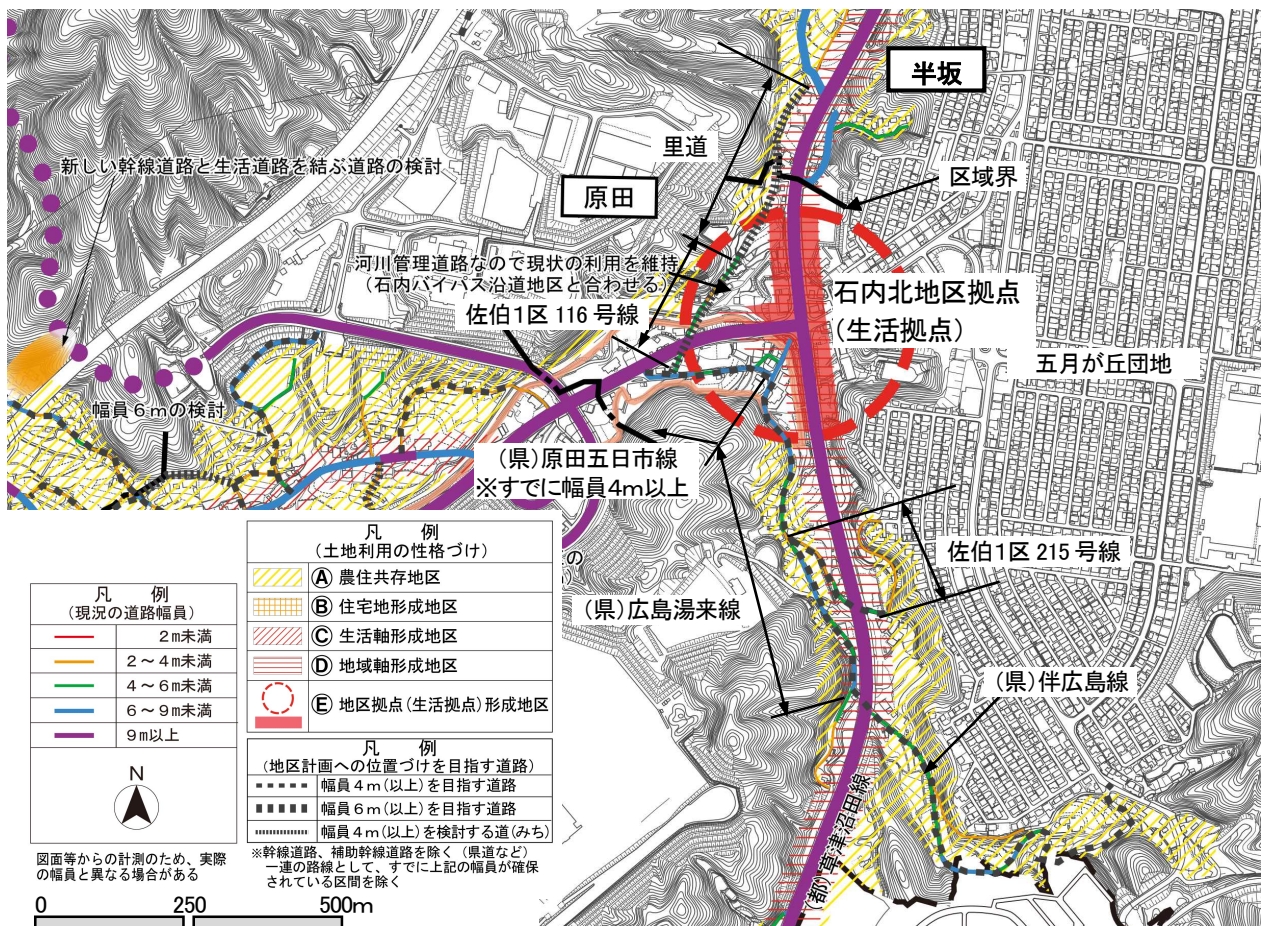 半坂
里道
新しい幹線道路と生活道路を結ぶ道路の検討
区域界
原田
河川管理道路なので現状の利用を維持
(石内バイパス沿道地区と合わせる)
石内北地区拠点
(生活拠点)
佐伯1区116号線
五月が丘団地
幅員6mの検討
(県)原田五日市線
※すでに幅員4m以上
佐伯1区215号線
(県)広島湯来線
(県)伴広島線
(都)草津沼田線
の
凡 例
(土地利用の性格づけ)
Ⓐ 農住共存地区
Ⓑ 住宅地形成地区
Ⓒ 生活軸形成地区
Ⓓ 地域軸形成地区
Ⓔ 地区拠点(生活拠点)形成地区
凡 例
(現況の道路幅員)
2m未満
2~4m未満
4~6m未満
6~9m未満
9m以上
N
凡 例
(地区計画への位置づけを目指す道路)
幅員4m(以上)を目指す道路
幅員6m(以上)を目指す道路
幅員4m(以上)を検討する道(みち)
※幹線道路、補助幹線道路を除く(県道など)
一連の路線として、すでに上記の幅員が確保
されている区間を除く
図面等からの計測のため、実際
の幅員と異なる場合がある
0 250 500m